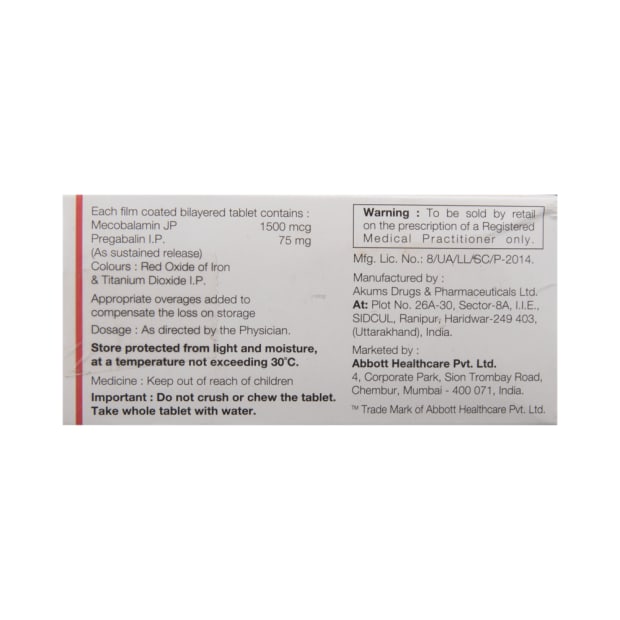 Each film coated bilayered tablet contains :
Mecobalamin JP 1500 mcg
Pregabalin I.P. 75 mg
(As sustained release)
Colours : Red Oxide of Iron
& Titanium Dioxide I.P.
Appropriate overages added to
compensate the loss on storage
Dosage : As directed by the Physician.
Store protected from light and moisture,
at a temperature not exceeding 30°C.
Medicine : Keep out of reach of children
Important : Do not crush or chew the tablet.
Take whole tablet with water.
Warning : To be sold by retail
on the prescription of a Registered
Medical Practitioner only.
Mfg. Lic. No.: 8/UA/LL/SC/P-2014.
Manufactured by :
Akums Drugs & Pharmaceuticals Ltd.
At: Plot No. 26A-30, Sector-8A, I.I.E.,
SIDCUL, Ranipur, Haridwar-249 403,
(Uttarakhand), India.
Marketed by :
Abbott Healthcare Pvt. Ltd.
4, Corporate Park, Sion Trombay Road,
Chembur, Mumbai - 400 071, India.
™ Trade Mark of Abbott Healthcare Pvt. Ltd.